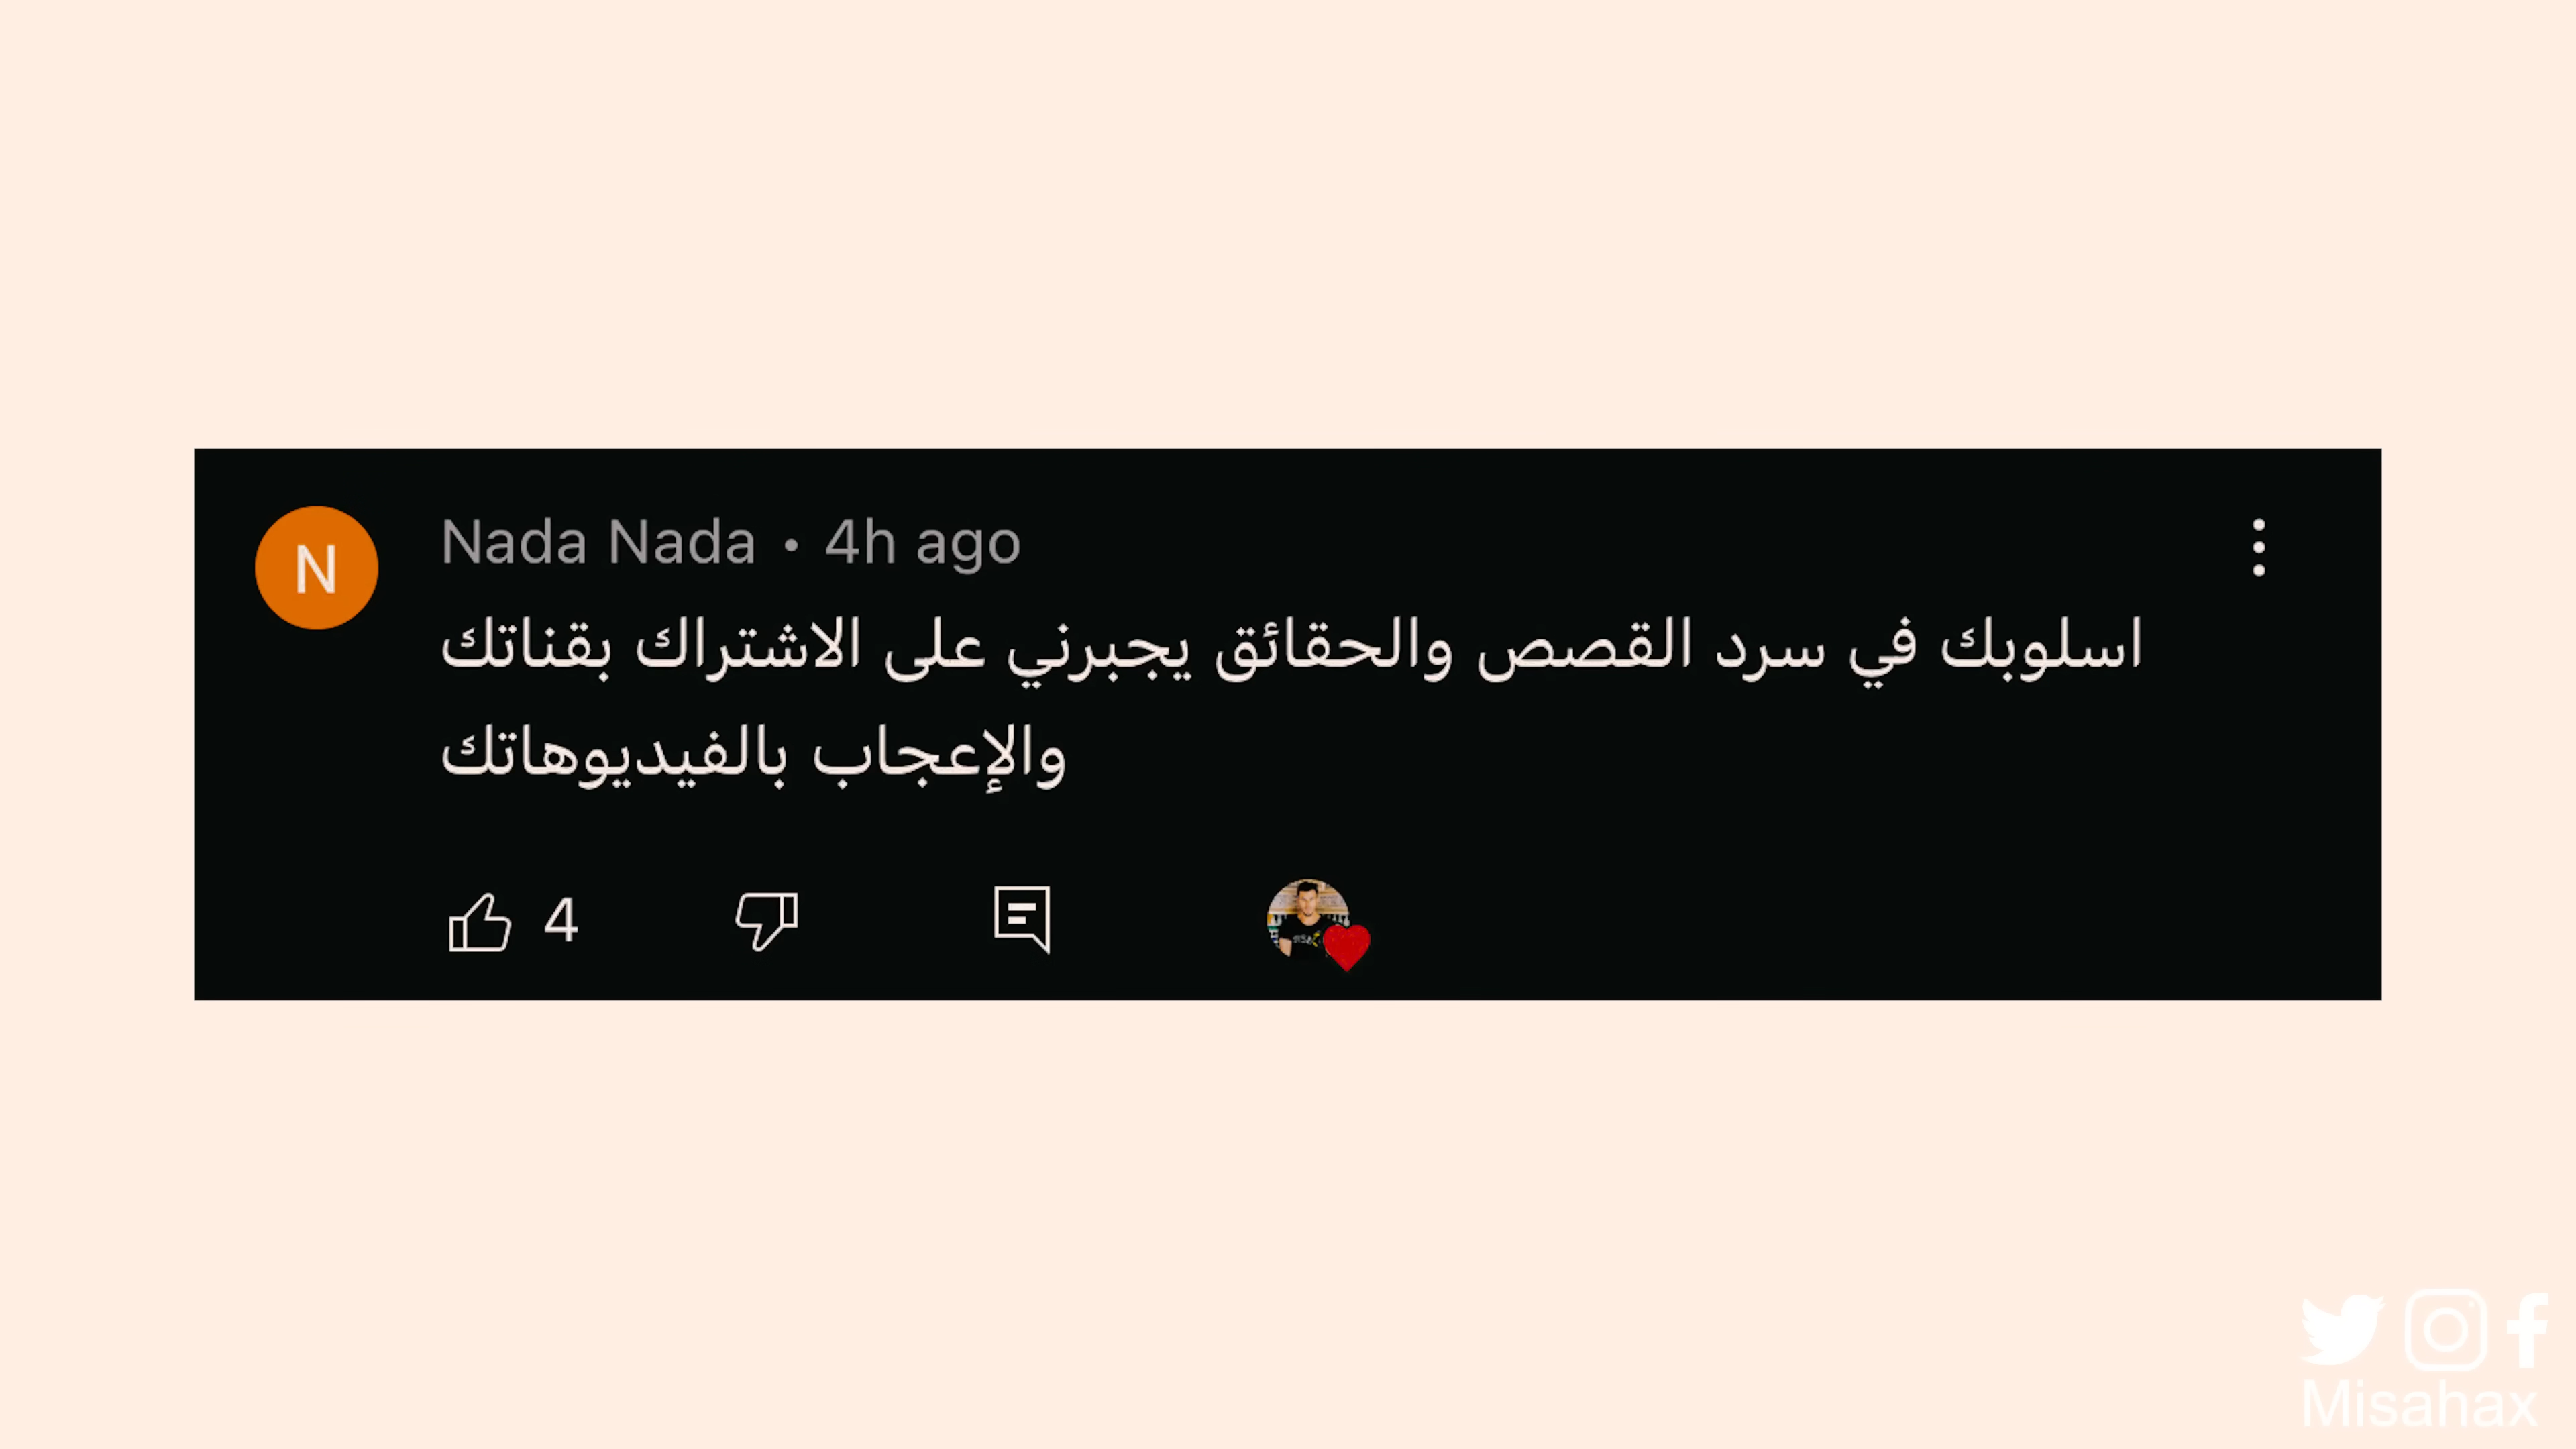 N
Nada Nada • 4h ago
اسلوبك في سرد القصص والحقائق يجبرني على الاشتراك بقناتك
والإعجاب بالفيديوهاتك
4
Misahax